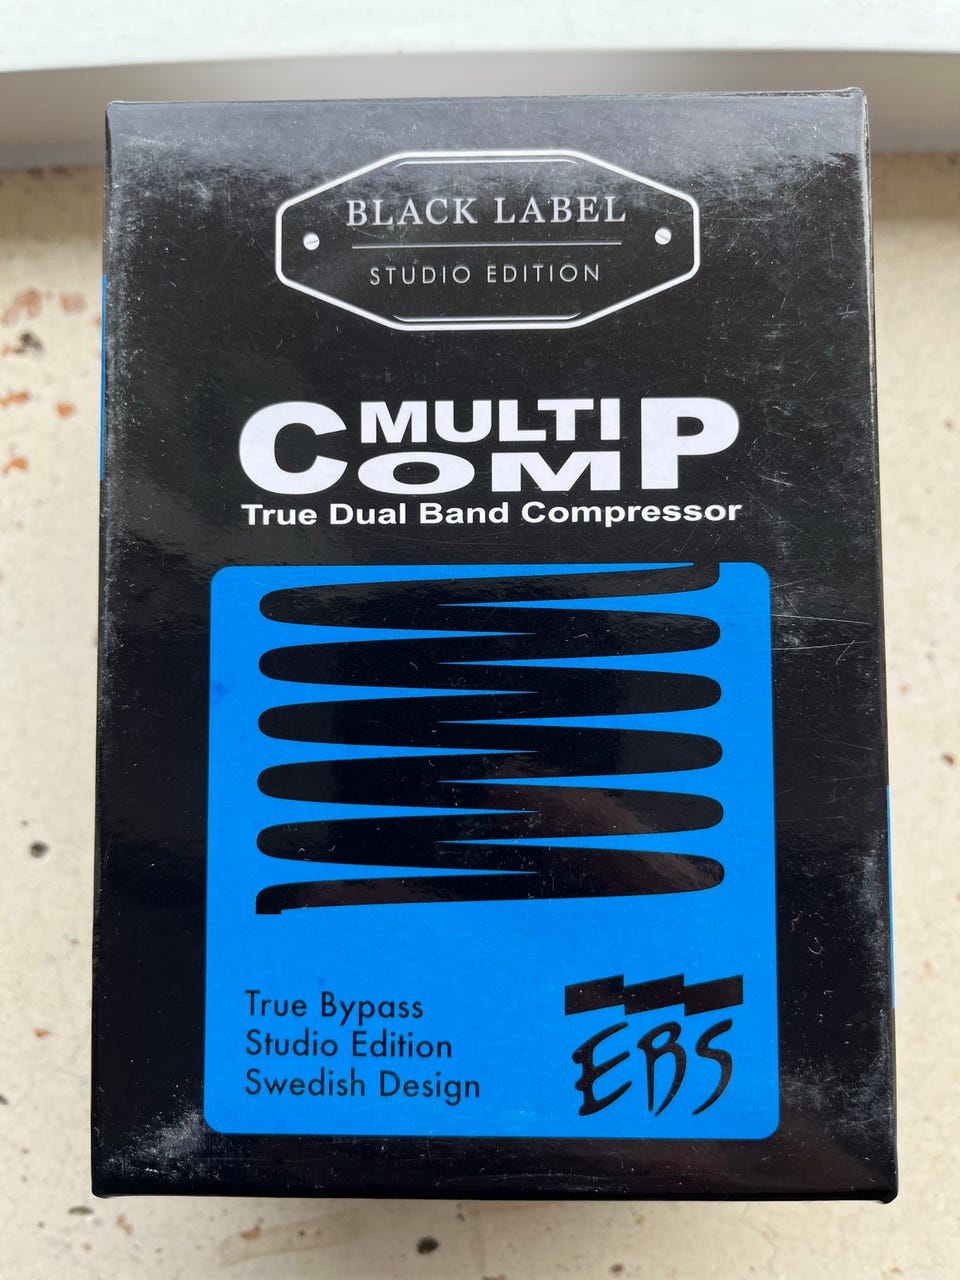 BLACK LABEL
STUDIO EDITION
MULTI
COMP
True Dual Band Compressor
True Bypass
Studio Edition
Swedish Design
EBS